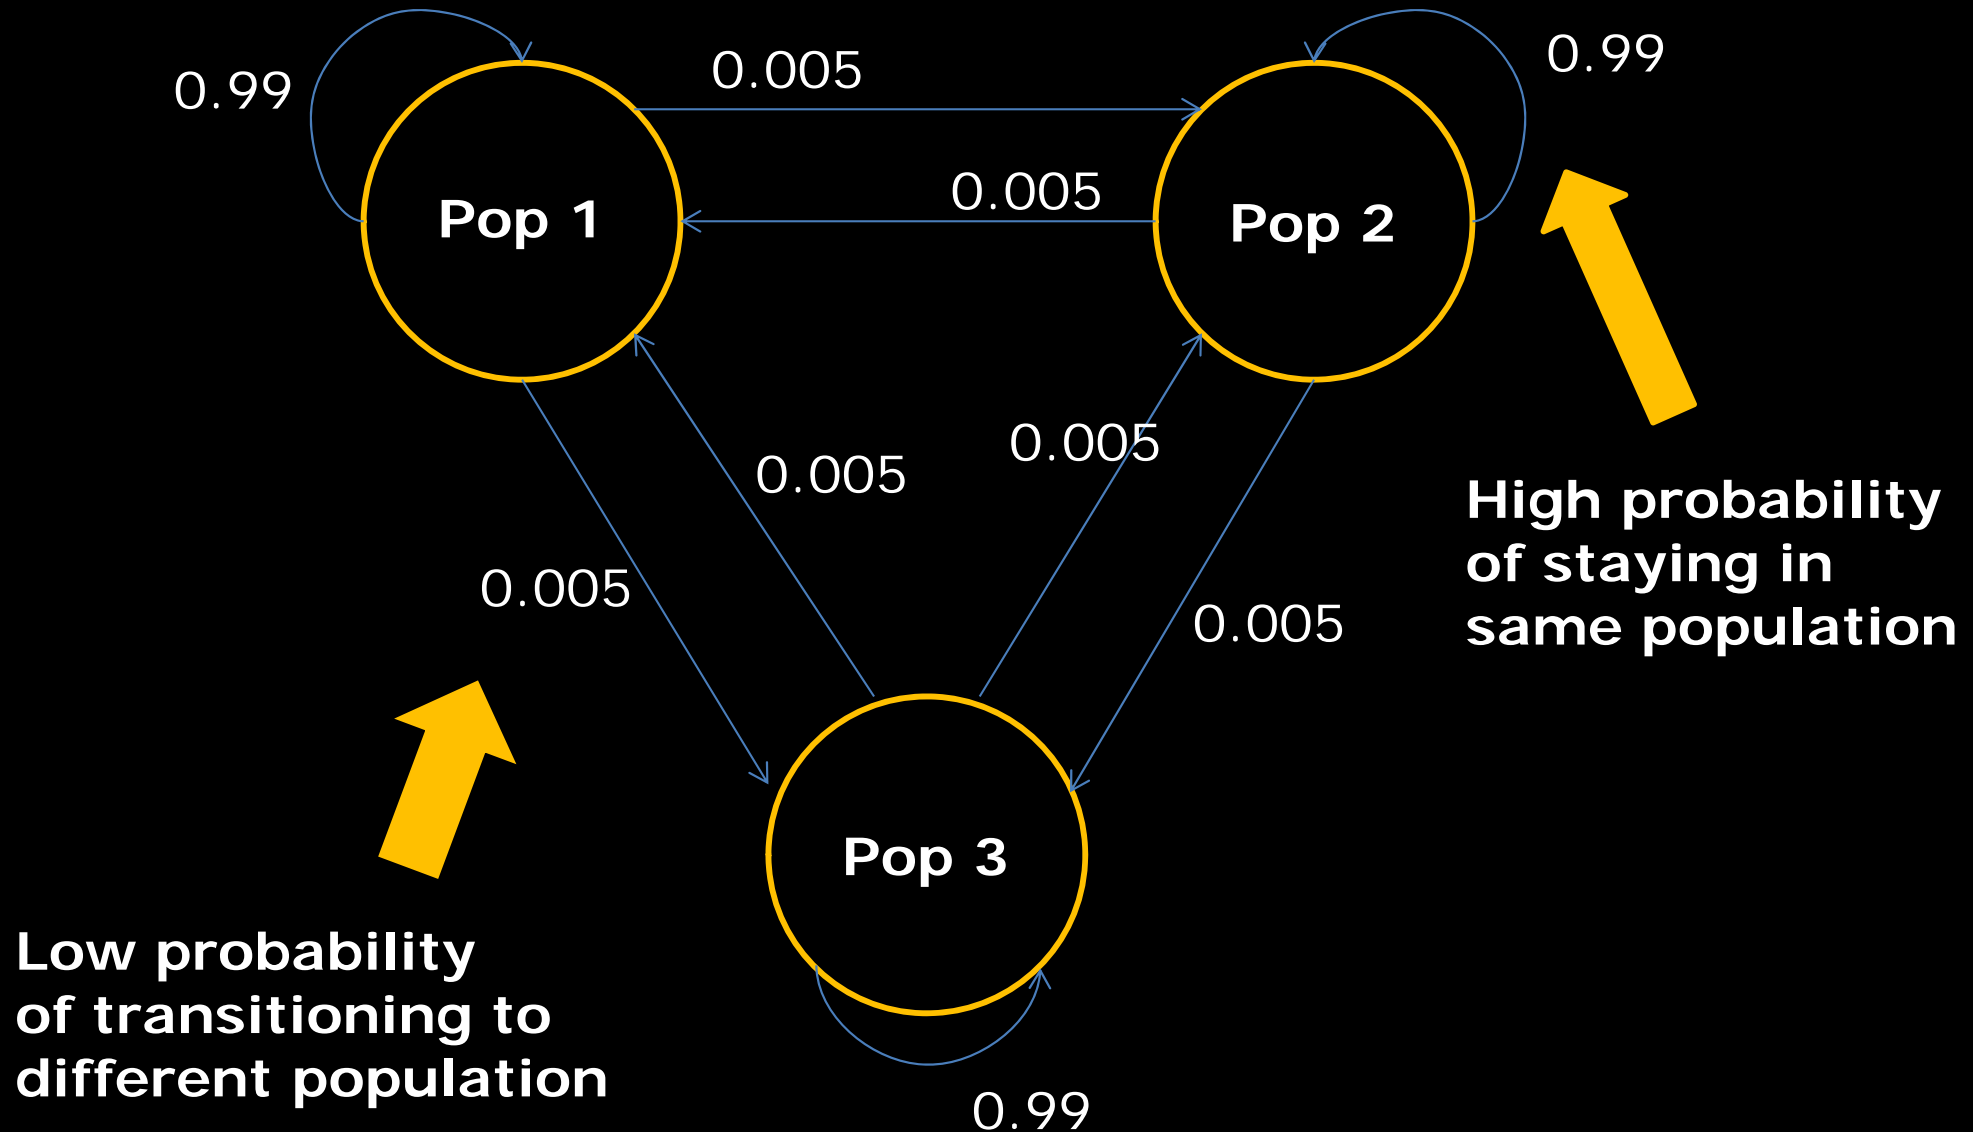 0.99
0.005
0.99
Pop 1
0.005
Pop 2
0.005
0.005
0.005
0.005
High probability
of staying in
same population
Pop 3
Low probability
of transitioning to
different population
0.99